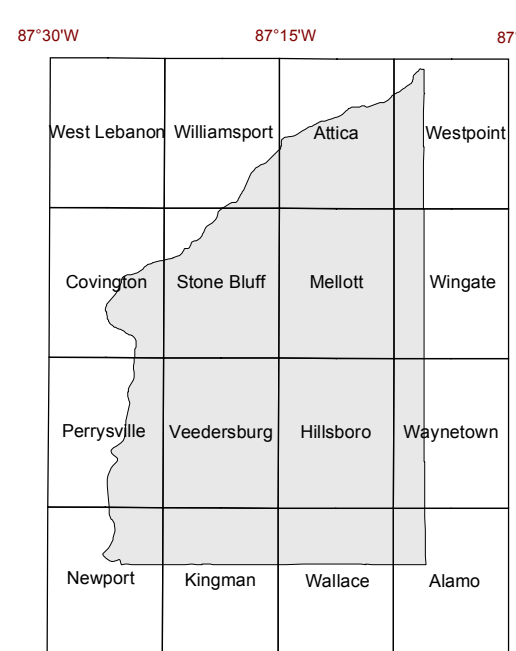 87°30'W 87°15'W 87°
West Lebanon Williamsport Attica Westpoint
Covington Stone Bluff Mellott Wingate
Perrysville Veedersburg Hillsboro Waynetown
Newport Kingman Wallace Alamo